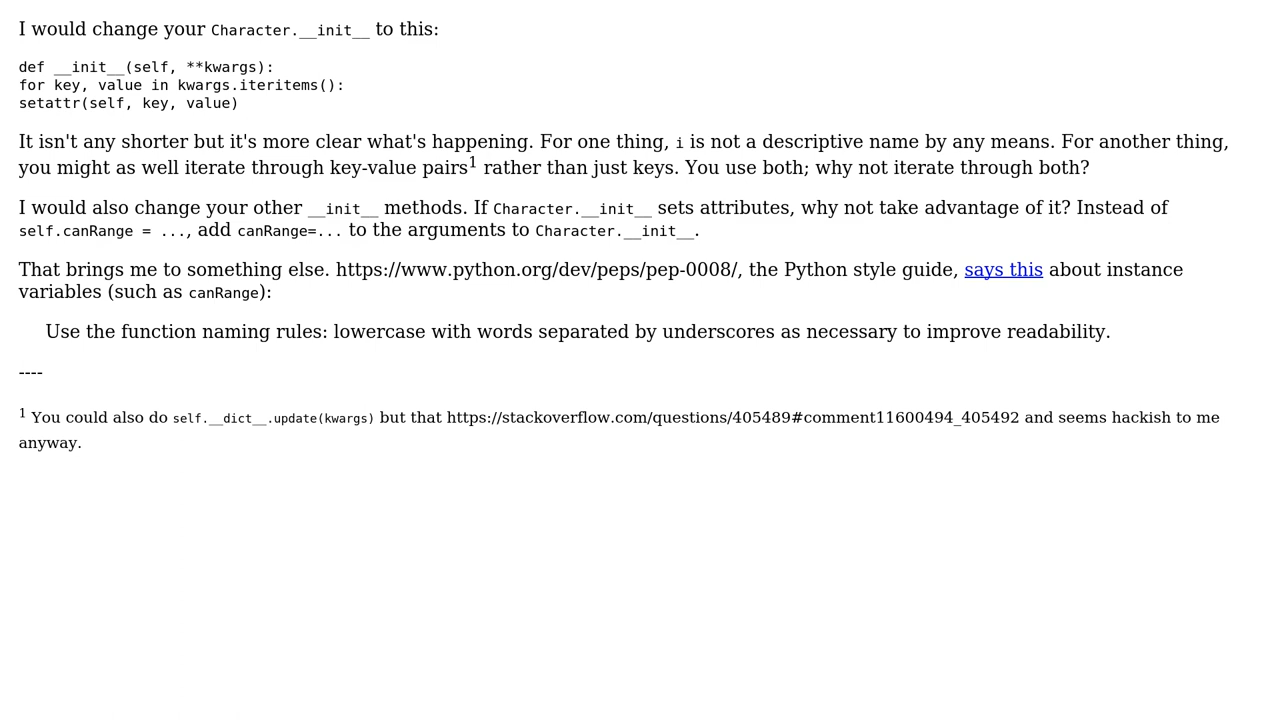 I would change your Character.__init__ to this:
def __init__(self, **kwargs):
for key, value in kwargs.iteritems():
setattr(self, key, value)
It isn't any shorter but it's more clear what's happening. For one thing, i is not a descriptive name by any means. For another thing,
you might as well iterate through key-value pairs1 rather than just keys. You use both; why not iterate through both?
I would also change your other __init__ methods. If Character.__init__ sets attributes, why not take advantage of it? Instead of
self.canRange = ..., add canRange=... to the arguments to Character.__init__.
That brings me to something else. https://www.python.org/dev/peps/pep-0008/, the Python style guide, says this about instance
variables (such as canRange):
Use the function naming rules: lowercase with words separated by underscores as necessary to improve readability.
----
1 You could also do self.__dict__.update(kwargs) but that https://stackoverflow.com/questions/405489#comment11600494_405492 and seems hackish to me
anyway.